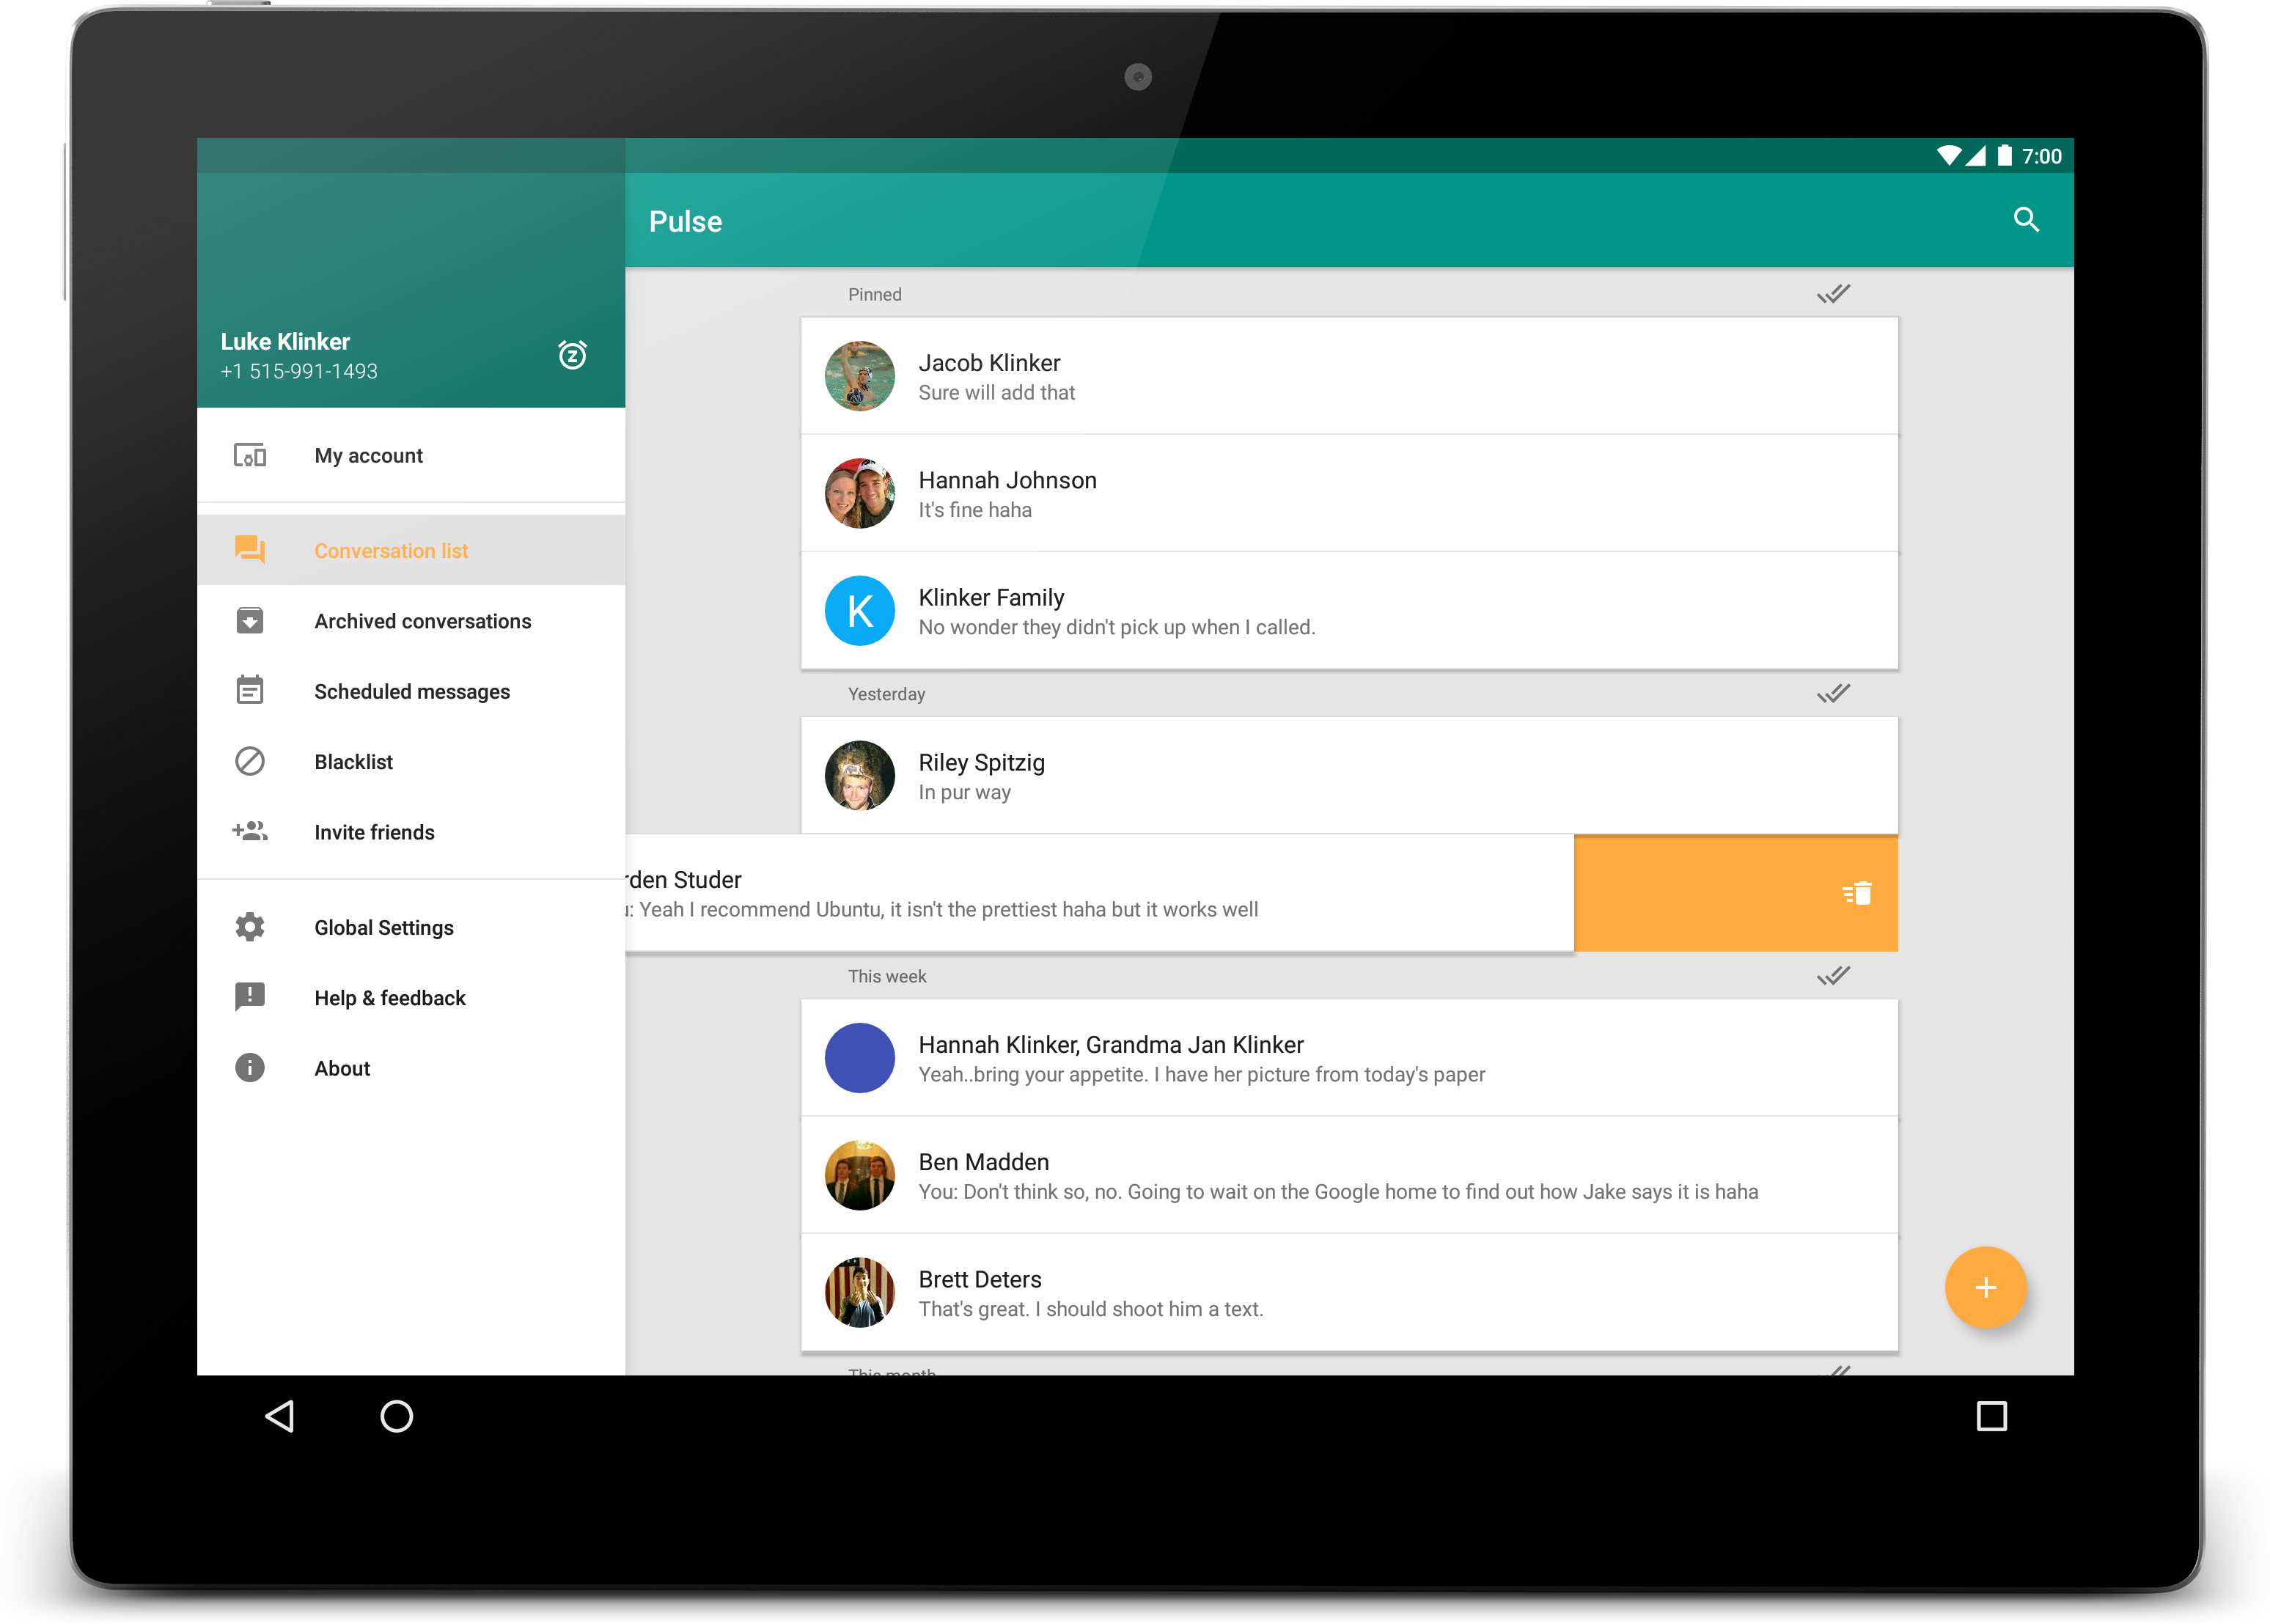 7:00
Pulse
Luke Klinker
+1 515-991-1493
My account
Conversation list
Archived conversations
Scheduled messages
Blacklist
Invite friends
Global Settings
Help & feedback
About
Pinned
Jacob Klinker
Sure will add that
Hannah Johnson
It's fine haha
K
Klinker Family
No wonder they didn't pick up when I called.
Yesterday
Riley Spitzig
In pur way
rden Studer
u: Yeah I recommend Ubuntu, it isn't the prettiest haha but it works well
This week
Hannah Klinker, Grandma Jan Klinker
Yeah..bring your appetite. I have her picture from today's paper
Ben Madden
You: Don't think so, no. Going to wait on the Google home to find out how Jake says it is haha
Brett Deters
That's great. I should shoot him a text.
This month